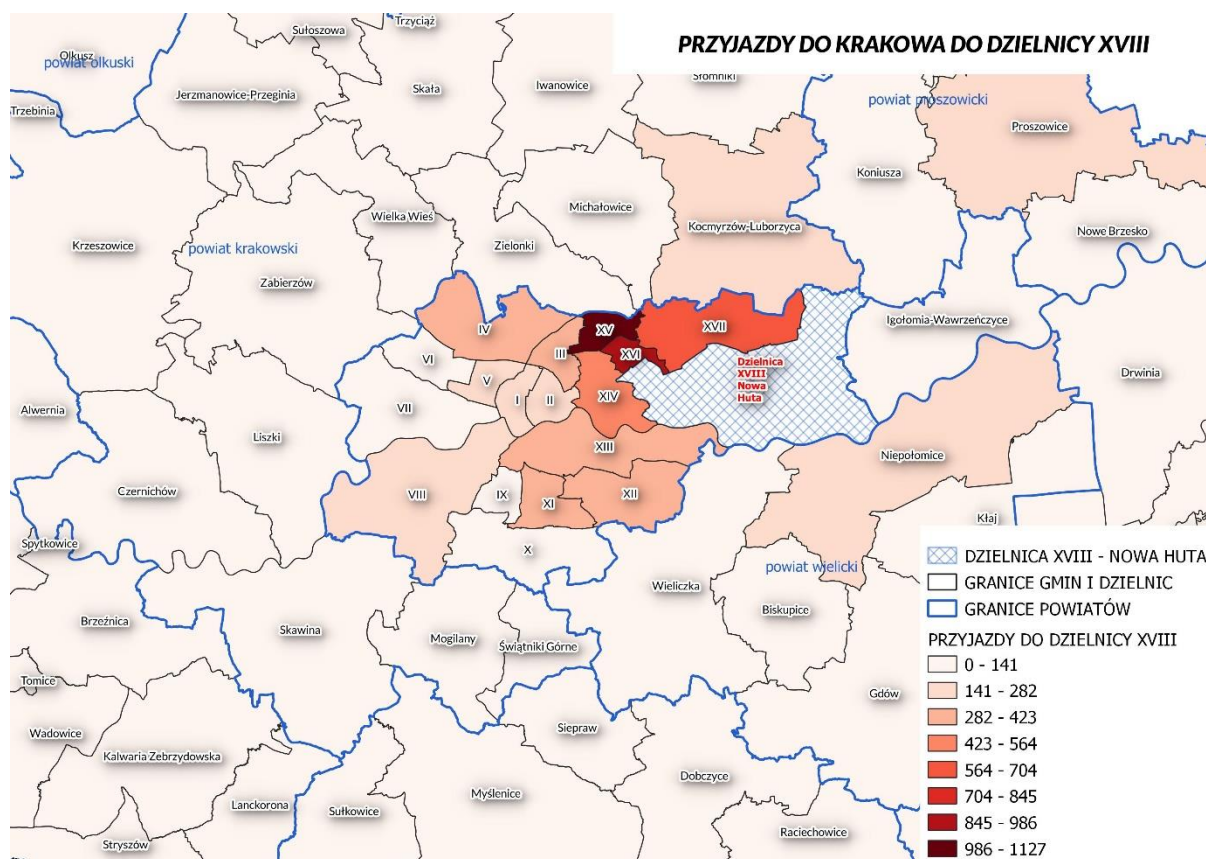 PRZYJAZDY DO KRAKOWA DO DZIELNICY XVIII
Sułoszowa
Trzyciąż
Olkusz
powiat olkuski
Trzebinia
Jerzmanowice-Przeginia
Skała
Iwanowice
Słomniki
powiat proszowicki
Proszowice
Koniusza
Michałowice
Wielka Wieś
Kocmyrzów-Luborzyca
Nowe Brzesko
Krzeszowice
powiat krakowski
Zielonki
Zabierzów
Igołomia-Wawrzeńczyce
IV
XV
XVII
III
XVI
VI
V
Dzielnica
XVIII
Nowa
Huta
Drwinia
I
II
XIV
VII
Alwernia
Liszki
XIII
Niepołomice
Czernichów
VIII
IX
XI
XII
Kłaj
Spytkowice
X
powiat wielicki
Wieliczka
Biskupice
Brzeźnica
Skawina
Mogilany
Świątniki Górne
Tomice
Gdów
Wadowice
Siepraw
Kalwaria Zebrzydowska
Dobczyce
Myślenice
Lanckorona
Sułkowice
Raciechowice
Stryszów
DZIELNICA XVIII - NOWA HUTA
GRANICE GMIN I DZIELNIC
GRANICE POWIATÓW
PRZYJAZDY DO DZIELNICY XVIII
0 - 141
141 - 282
282 - 423
423 - 564
564 - 704
704 - 845
845 - 986
986 - 1127